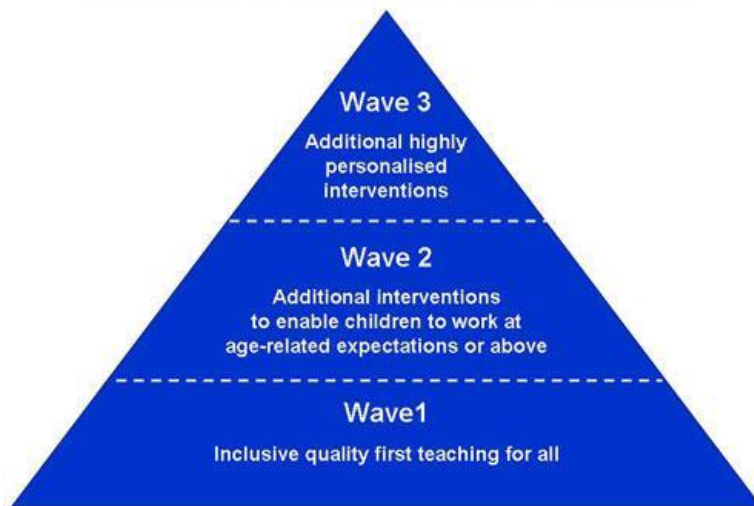 Wave 3
Additional highly
personalised
interventions
Wave 2
Additional interventions
to enable children to work at
age-related expectations or above
Wave1
Inclusive quality first teaching for all